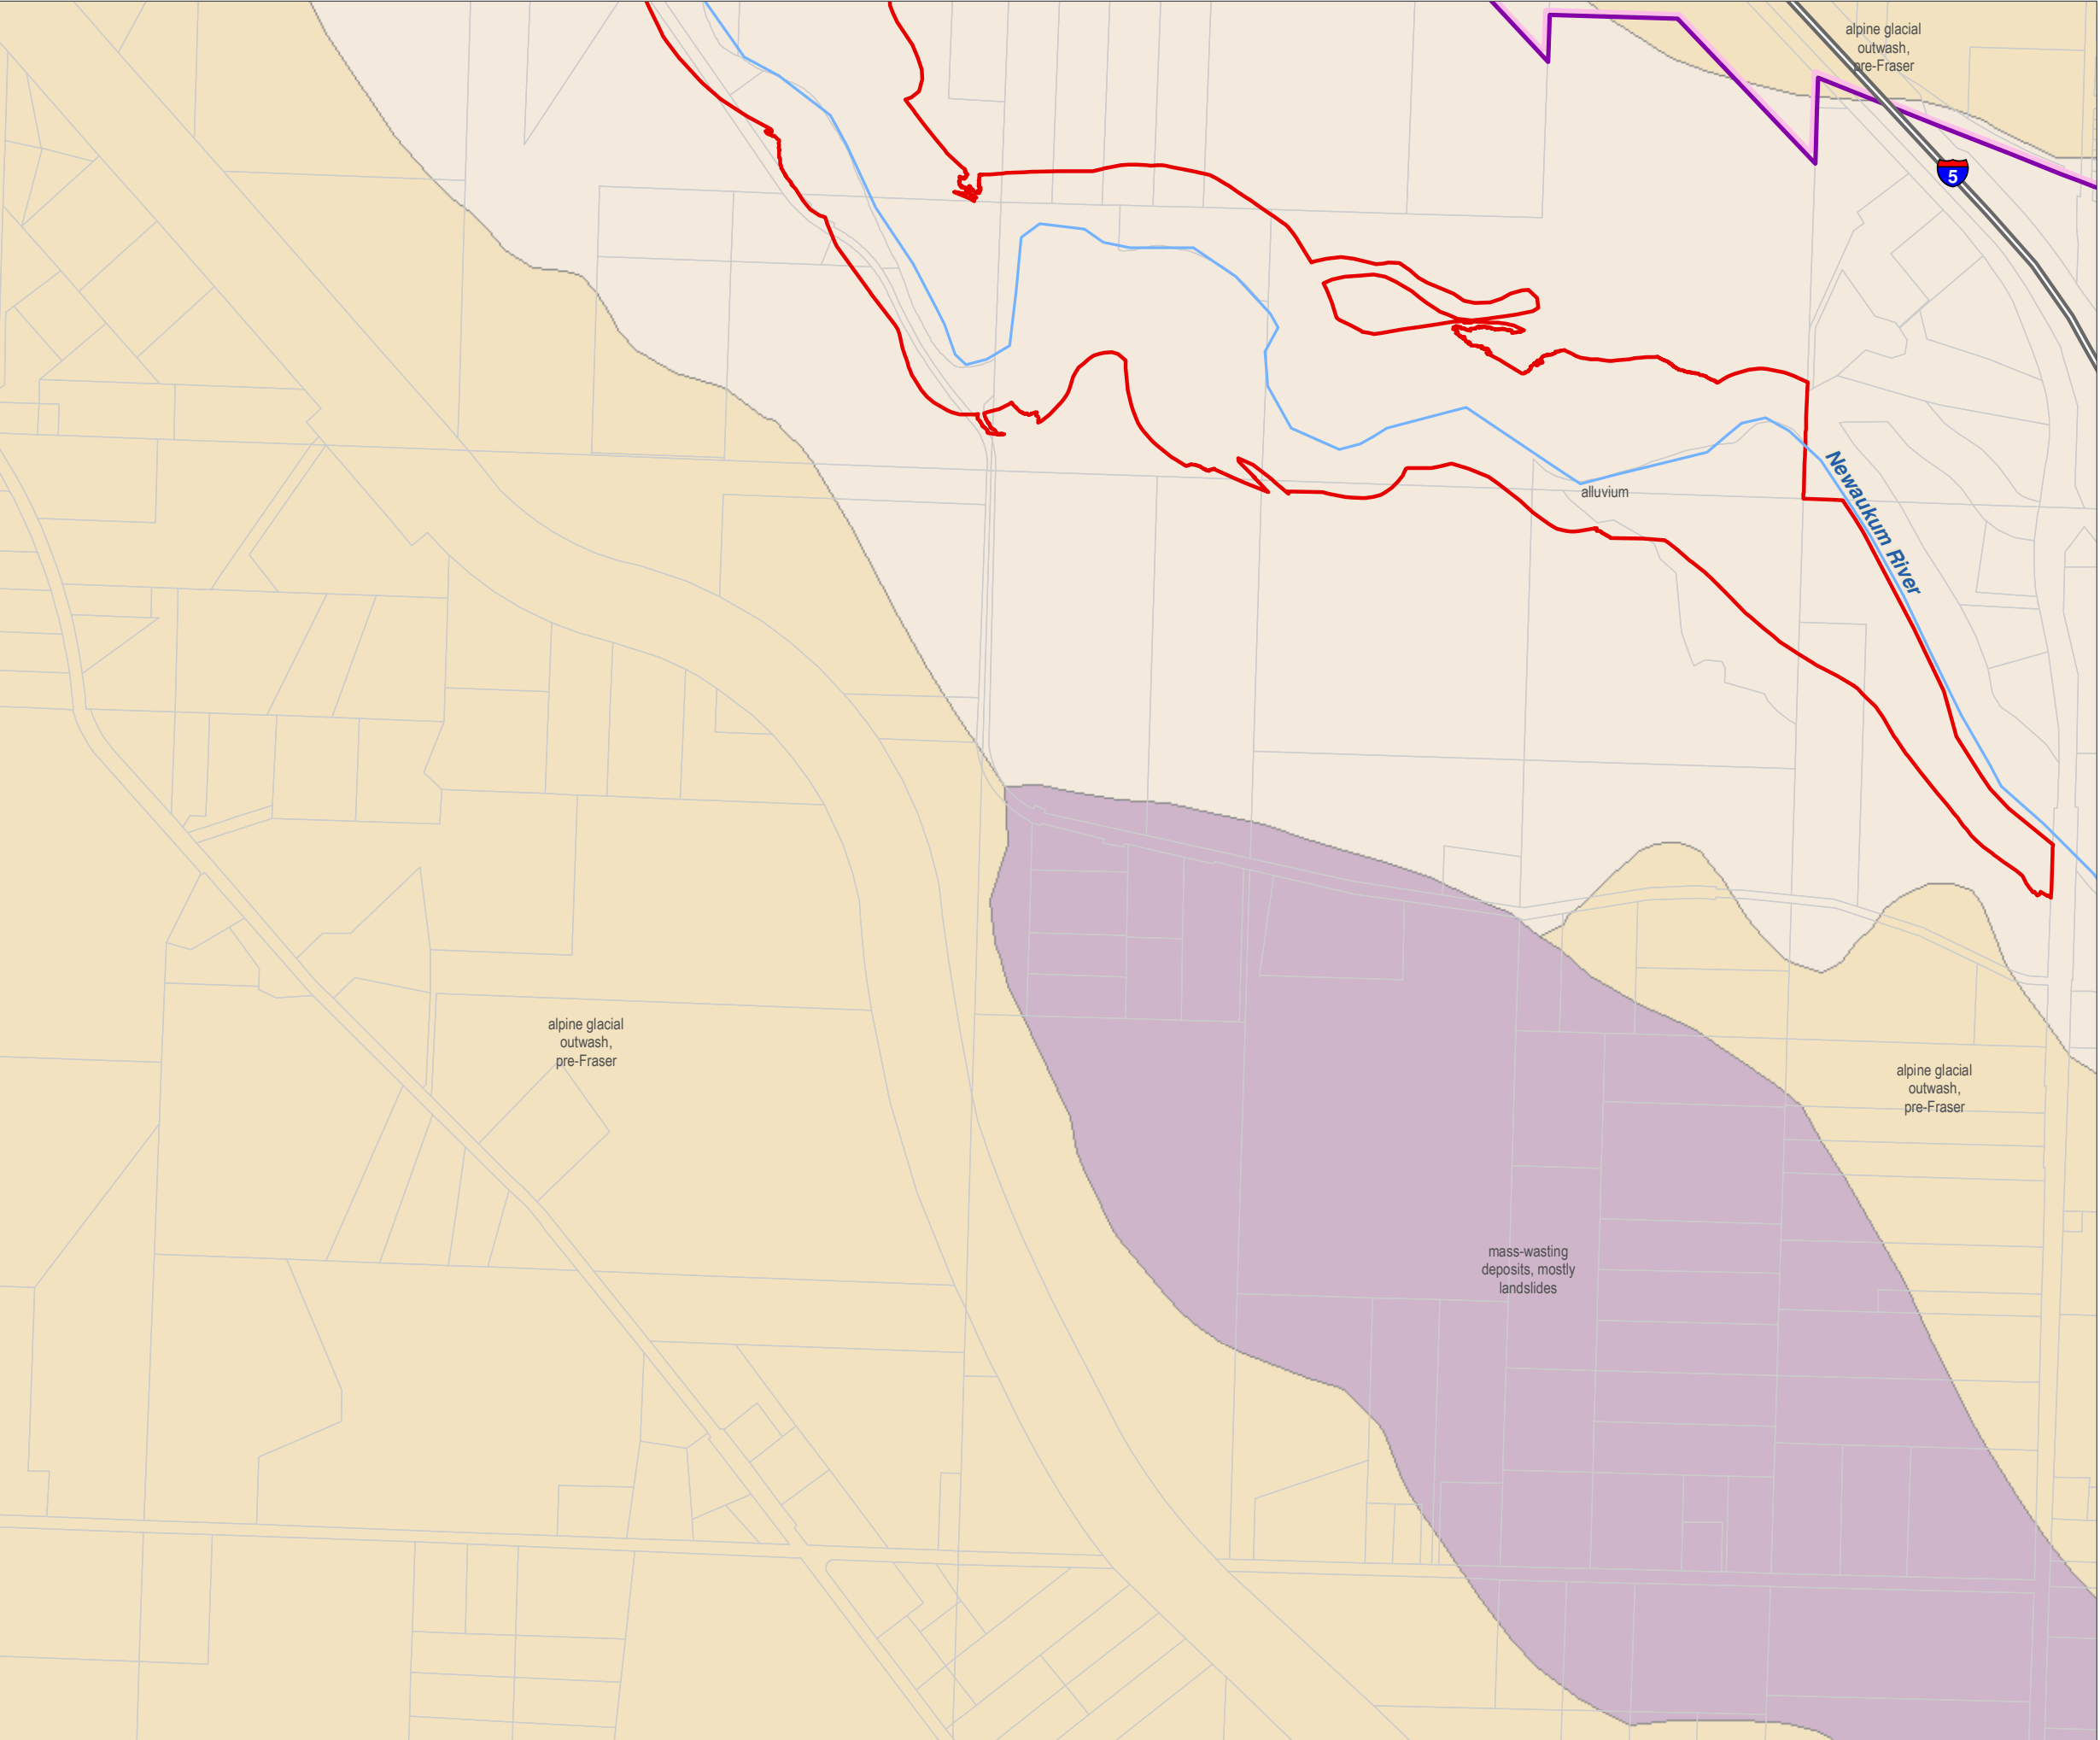 alpine glacial
outwash,
pre-Fraser
5
alluvium
Newaukum River
alpine glacial
outwash,
pre-Fraser
alpine glacial
outwash,
pre-Fraser
mass-wasting
deposits, mostly
landslides